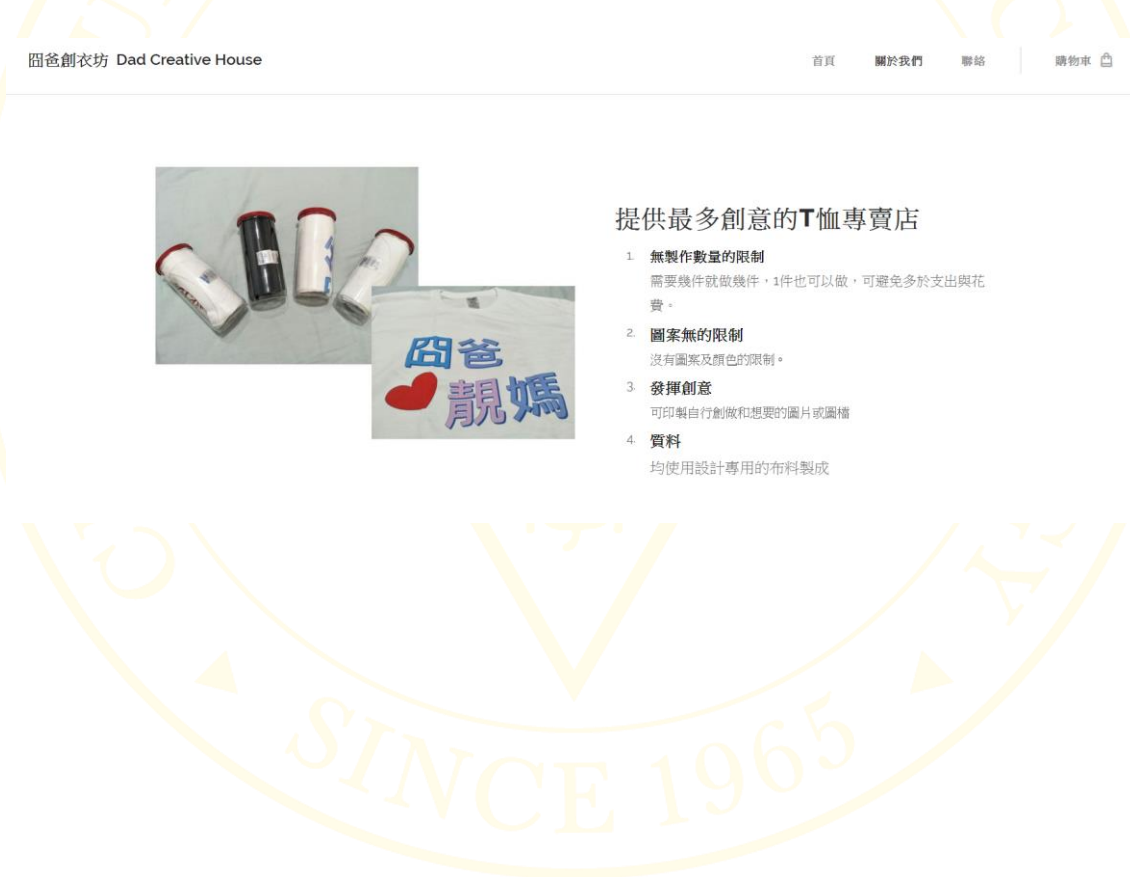 囧爸創衣坊 Dad Creative House
首頁 關於我們 聯絡 購物車
提供最多創意的T恤專賣店
1. 無製作數量的限制
需要幾件就做幾件，1件也可以做，可避免多於支出與花
費。
2. 圖案無的限制
沒有圖案及顏色的限制。
3. 發揮創意
可印製自行創做和想要的圖片或圖檔
4. 質料
均使用設計專用的布料製成
囧爸
靚媽
SINCE 1965